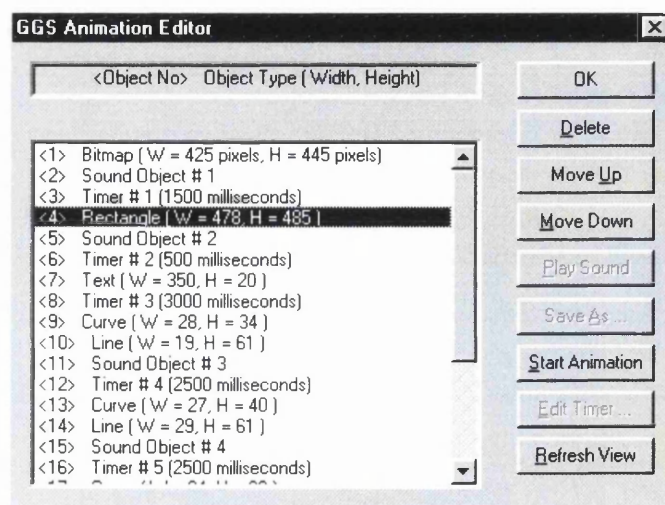 GGS Animation Editor
<Object No> Object Type ( Width, Height)
<1> Bitmap ( W = 425 pixels, H = 445 pixels)
<2> Sound Object # 1
<3> Timer # 1 (1500 milliseconds)
<4> Rectangle ( W = 478, H = 485 )
<5> Sound Object # 2
<6> Timer # 2 (500 milliseconds)
<7> Text ( W = 350, H = 20 )
<8> Timer # 3 (3000 milliseconds)
<9> Curve ( W = 28, H = 34 )
<10> Line ( W = 19, H = 61 )
<11> Sound Object # 3
<12> Timer # 4 (2500 milliseconds)
<13> Curve ( W = 27, H = 40 )
<14> Line ( W = 29, H = 61 )
<15> Sound Object # 4
<16> Timer # 5 (2500 milliseconds)
OK
Delete
Move Up
Move Down
Play Sound
Save As ...
Start Animation
Edit Timer ...
Refresh View